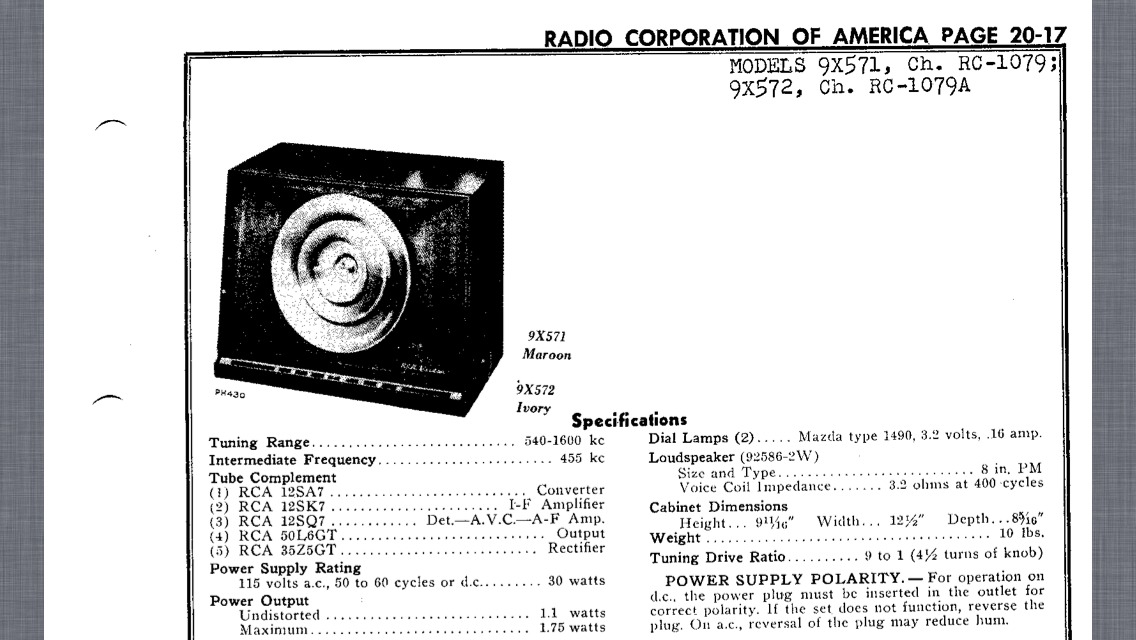 RADIO CORPORATION OF AMERICA PAGE 20-17
MODELS 9X571, Ch. RC-1079;
9X572, Ch. RC-1079A
9X571
Maroon
9X572
Ivory
PH430
Specifications
Tuning Range............................ 540-1600 kc
Intermediate Frequency........................ 455 kc
Tube Complement
(1) RCA 12SA7........................... Converter
(2) RCA 12SK7....................... I-F Amplifier
(3) RCA 12SQ7............ Det.—A.V.C.—A-F Amp.
(4) RCA 50L6GT............................ Output
(5) RCA 35Z5GT........................... Rectifier
Power Supply Rating
115 volts a.c., 50 to 60 cycles or d.c......... 30 watts
Power Output
Undistorted ............................ 1.1 watts
Maximum.............................. 1.75 watts
Dial Lamps (2)..... Mazda type 1490, 3.2 volts, .16 amp.
Loudspeaker (92586-2W)
Size and Type........................... 8 in. PM
Voice Coil Impedance....... 3.2 ohms at 400 cycles
Cabinet Dimensions
Height... 9¹¹⁄₁₆″ Width... 12½″ Depth...8⁵⁄₁₆″
Weight ....................................... 10 lbs.
Tuning Drive Ratio.......... 9 to 1 (4½ turns of knob)
POWER SUPPLY POLARITY.—For operation on
d.c., the power plug must be inserted in the outlet for
correct polarity. If the set does not function, reverse the
plug. On a.c., reversal of the plug may reduce hum.